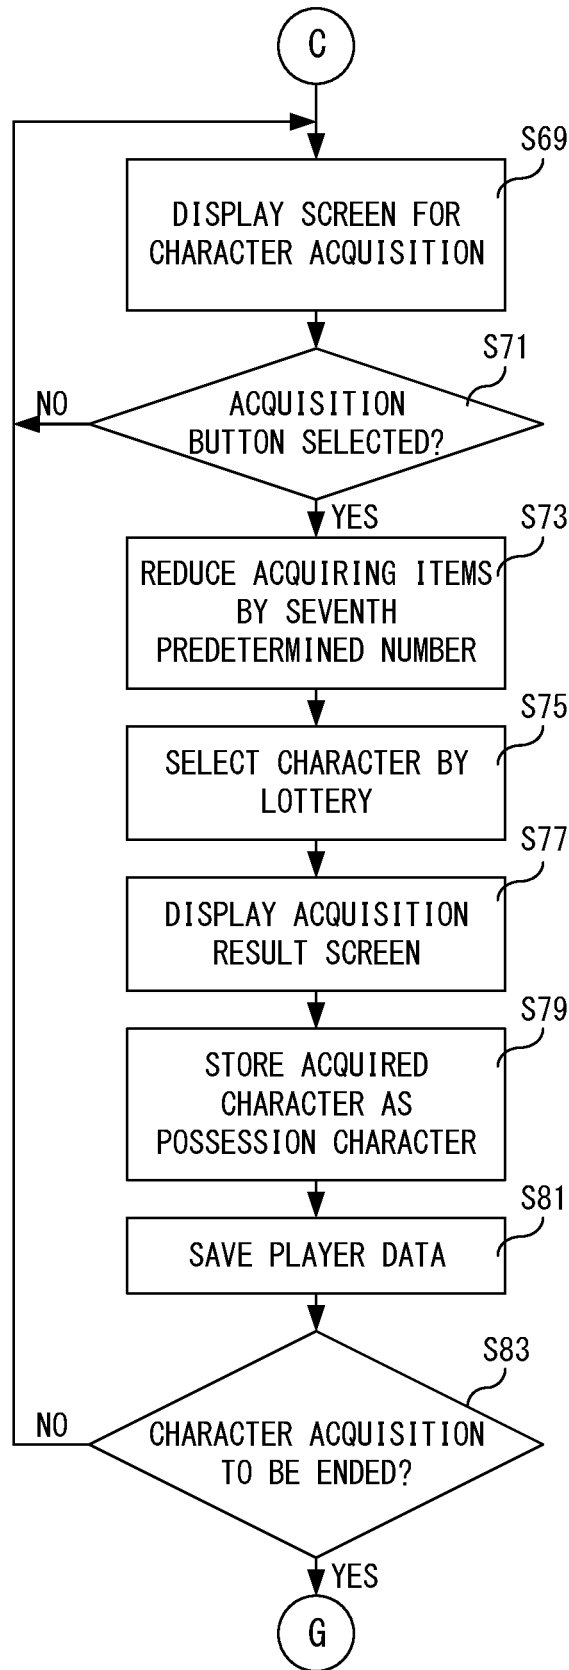 C
S69
DISPLAY SCREEN FOR
CHARACTER ACQUISITION
S71
NO
ACQUISITION
BUTTON SELECTED?
YES
S73
REDUCE ACQUIRING ITEMS
BY SEVENTH
PREDETERMINED NUMBER
S75
SELECT CHARACTER BY
LOTTERY
S77
DISPLAY ACQUISITION
RESULT SCREEN
S79
STORE ACQUIRED
CHARACTER AS
POSSESSION CHARACTER
S81
SAVE PLAYER DATA
S83
NO
CHARACTER ACQUISITION
TO BE ENDED?
YES
G